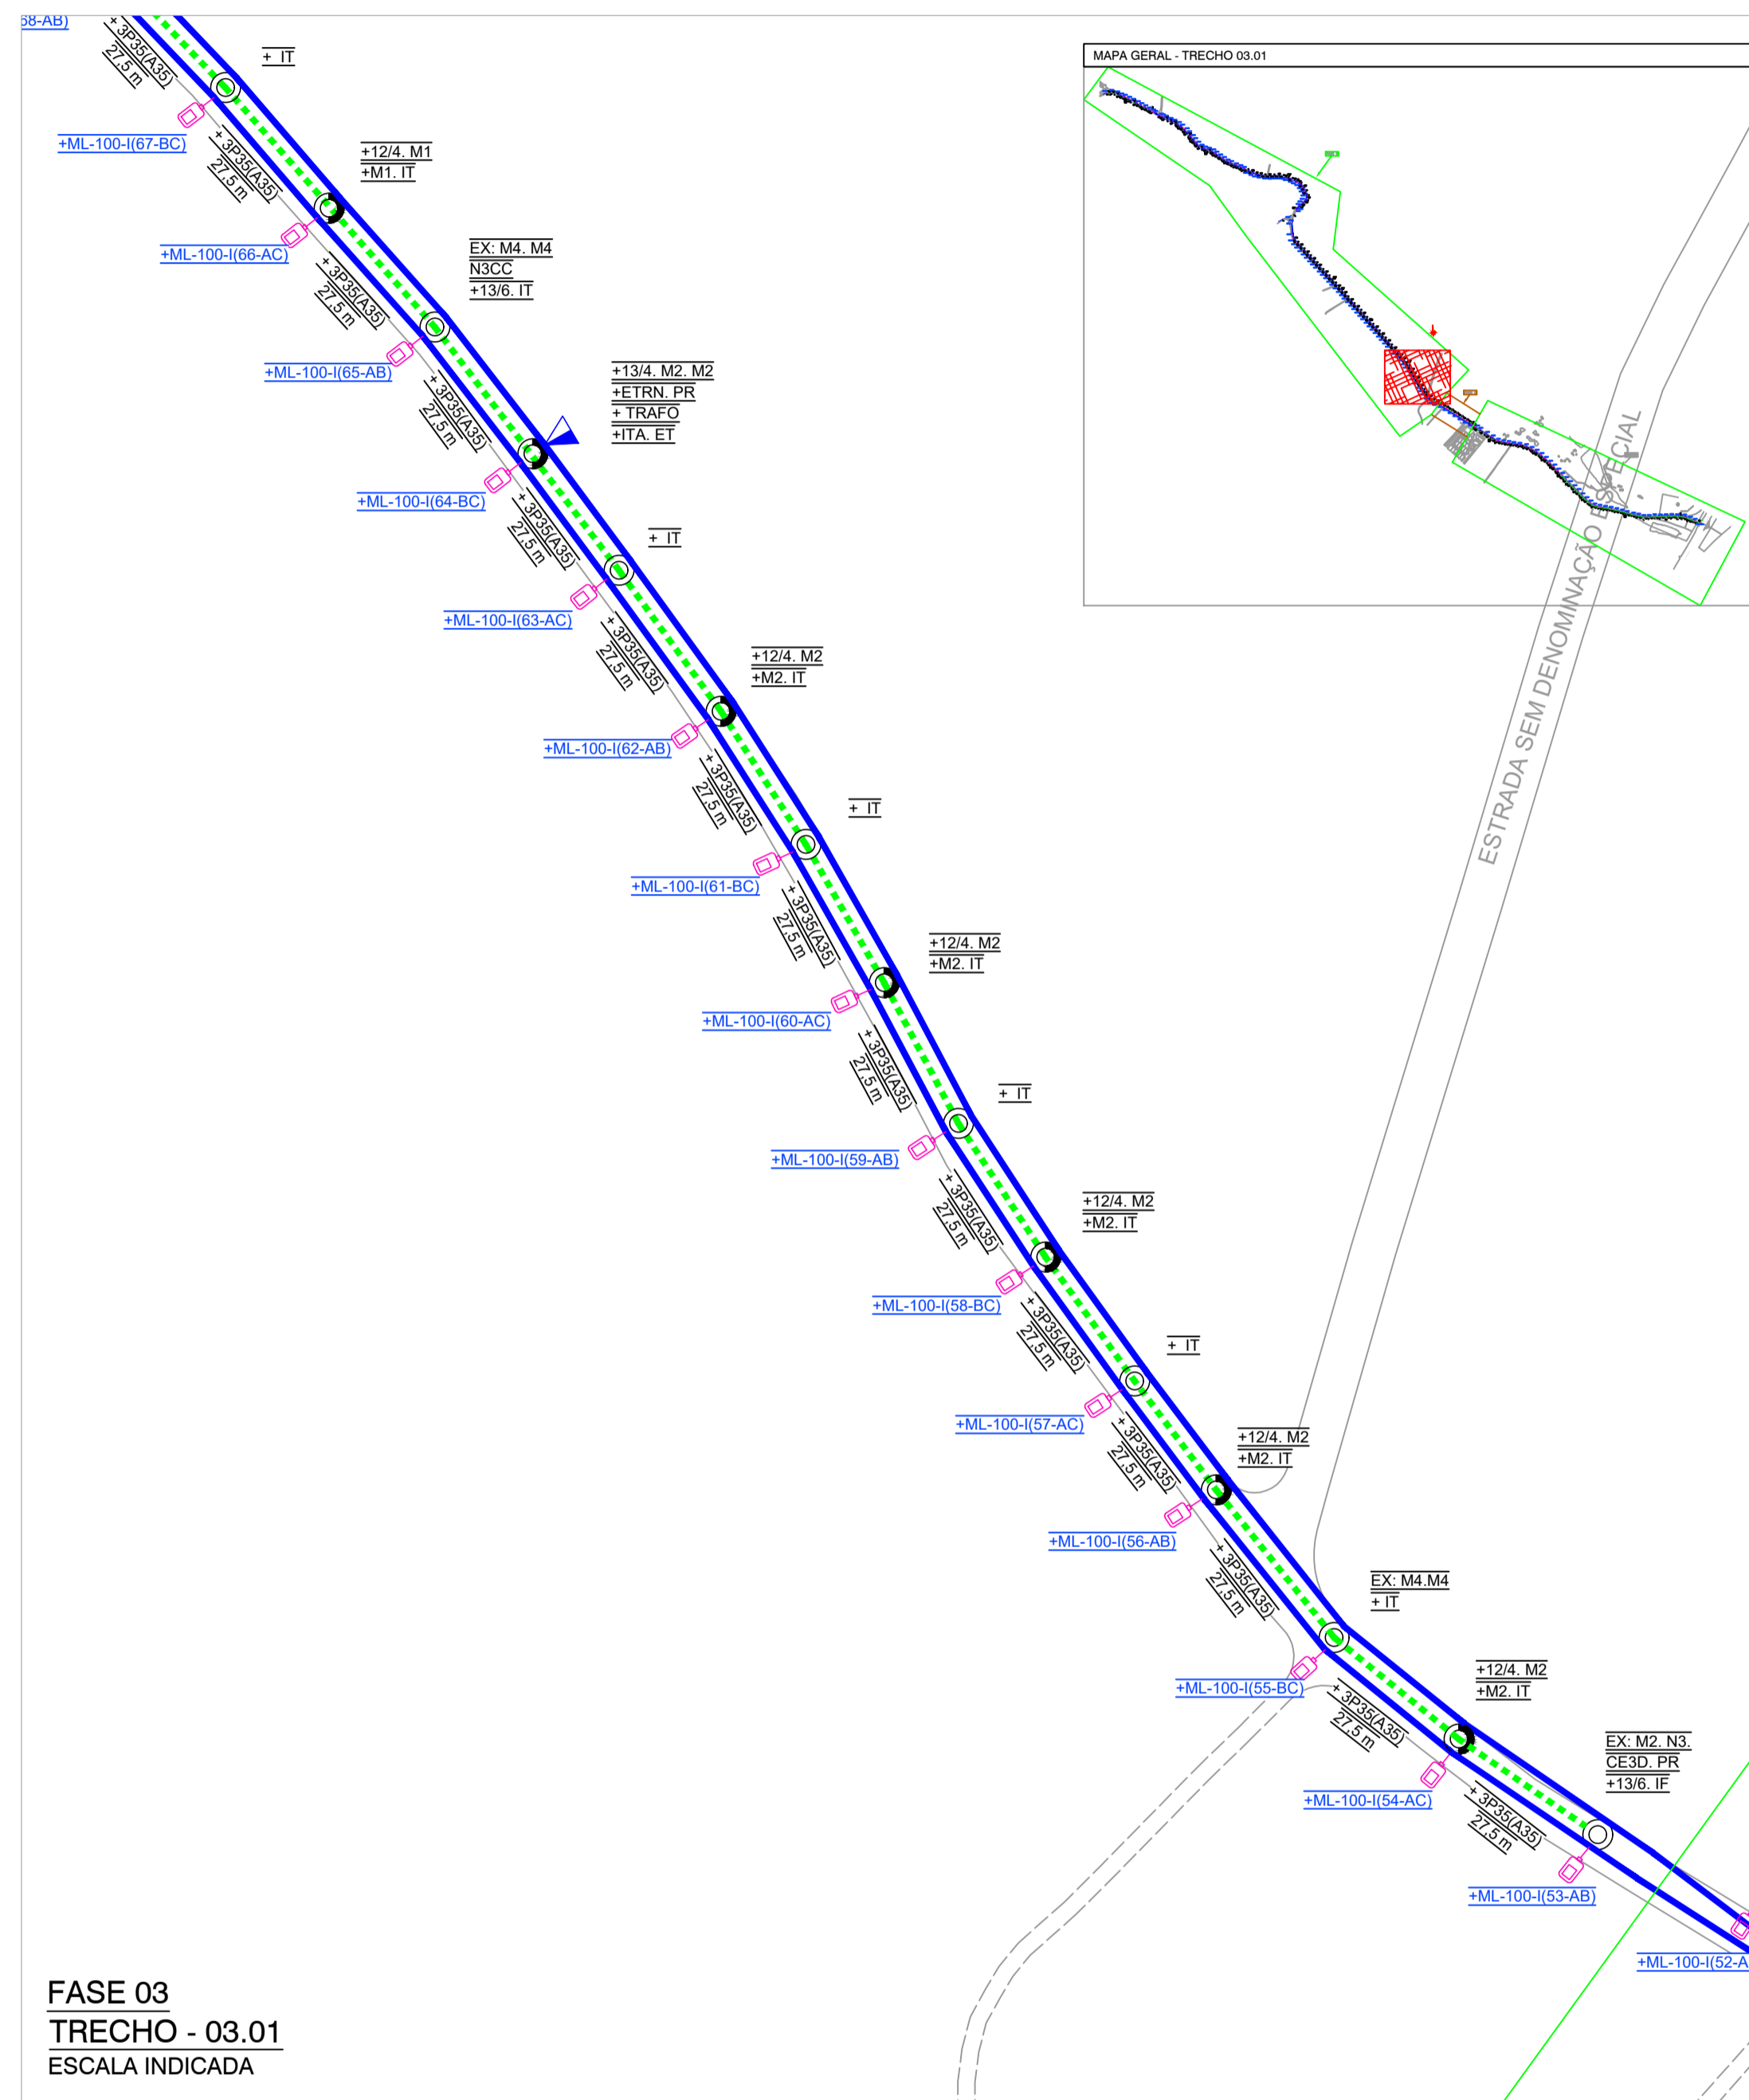 68-AB)
+ 3P35(A35)
27,5 m
+ IT
+ML-100-I(67-BC)
+ 3P35(A35)
27,5 m
+12/4. M1
+M1. IT
+ML-100-I(66-AC)
+ 3P35(A35)
27,5 m
EX: M4. M4
N3CC
+13/6. IT
+ML-100-I(65-AB)
+ 3P35(A35)
27,5 m
+13/4. M2. M2
+ETRN. PR
+ TRAFO
+ITA. ET
+ML-100-I(64-BC)
+ 3P35(A35)
27,5 m
+ IT
+ML-100-I(63-AC)
+ 3P35(A35)
27,5 m
+12/4. M2
+M2. IT
+ML-100-I(62-AB)
+ 3P35(A35)
27,5 m
+ IT
+ML-100-I(61-BC)
+ 3P35(A35)
27,5 m
+12/4. M2
+M2. IT
+ML-100-I(60-AC)
+ 3P35(A35)
27,5 m
+ IT
+ML-100-I(59-AB)
+ 3P35(A35)
27,5 m
+12/4. M2
+M2. IT
+ML-100-I(58-BC)
+ 3P35(A35)
27,5 m
+ IT
+ML-100-I(57-AC)
+ 3P35(A35)
27,5 m
+12/4. M2
+M2. IT
+ML-100-I(56-AB)
+ 3P35(A35)
27,5 m
EX: M4.M4
+ IT
+ML-100-I(55-BC)
+ 3P35(A35)
27,5 m
+12/4. M2
+M2. IT
+ML-100-I(54-AC)
+ 3P35(A35)
27,5 m
EX: M2. N3.
CE3D. PR
+13/6. IF
+ML-100-I(53-AB)
+ML-100-I(52-A
MAPA GERAL - TRECHO 03.01
ESTRADA SEM DENOMINAÇÃO ESPECIAL
FASE 03
TRECHO - 03.01
ESCALA INDICADA